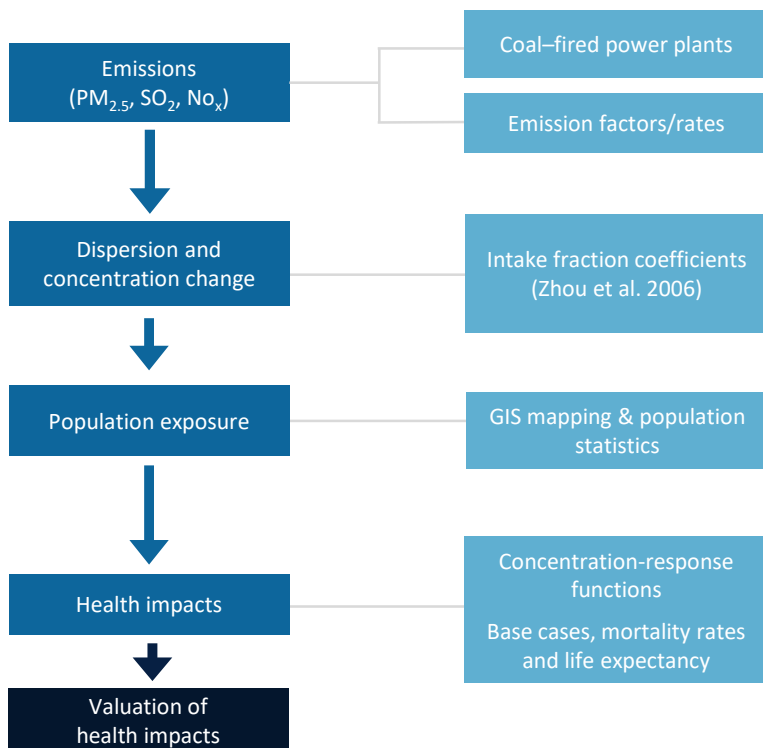 Emissions
(PM2.5, SO2, Nox)
Coal–fired power plants
Emission factors/rates
Dispersion and
concentration change
Intake fraction coefficients
(Zhou et al. 2006)
Population exposure
GIS mapping & population
statistics
Health impacts
Concentration-response
functions
Base cases, mortality rates
and life expectancy
Valuation of
health impacts